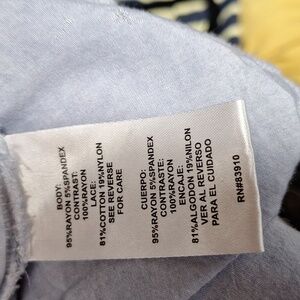 BODY:
95%RAYON 5%SPANDEX
CONTRAST:
100%RAYON
LACE:
81%COTTON 19%NYLON
SEE REVERSE
FOR CARE
CUERPO:
95%RAYON 5%SPANDEX
CONTRASTE:
100%RAYON
ENCAJE:
81%ALGODON 19%NILON
VER AL REVERSO
PARA EL CUIDADO
RN#83910